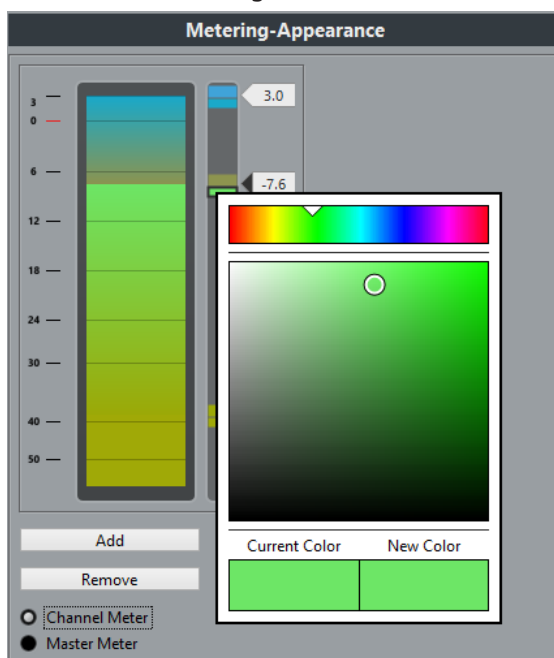 Metering-Appearance
3
0
6
12
18
24
30
40
50
3.0
-7.6
Current Color
New Color
Add
Remove
Channel Meter
Master Meter